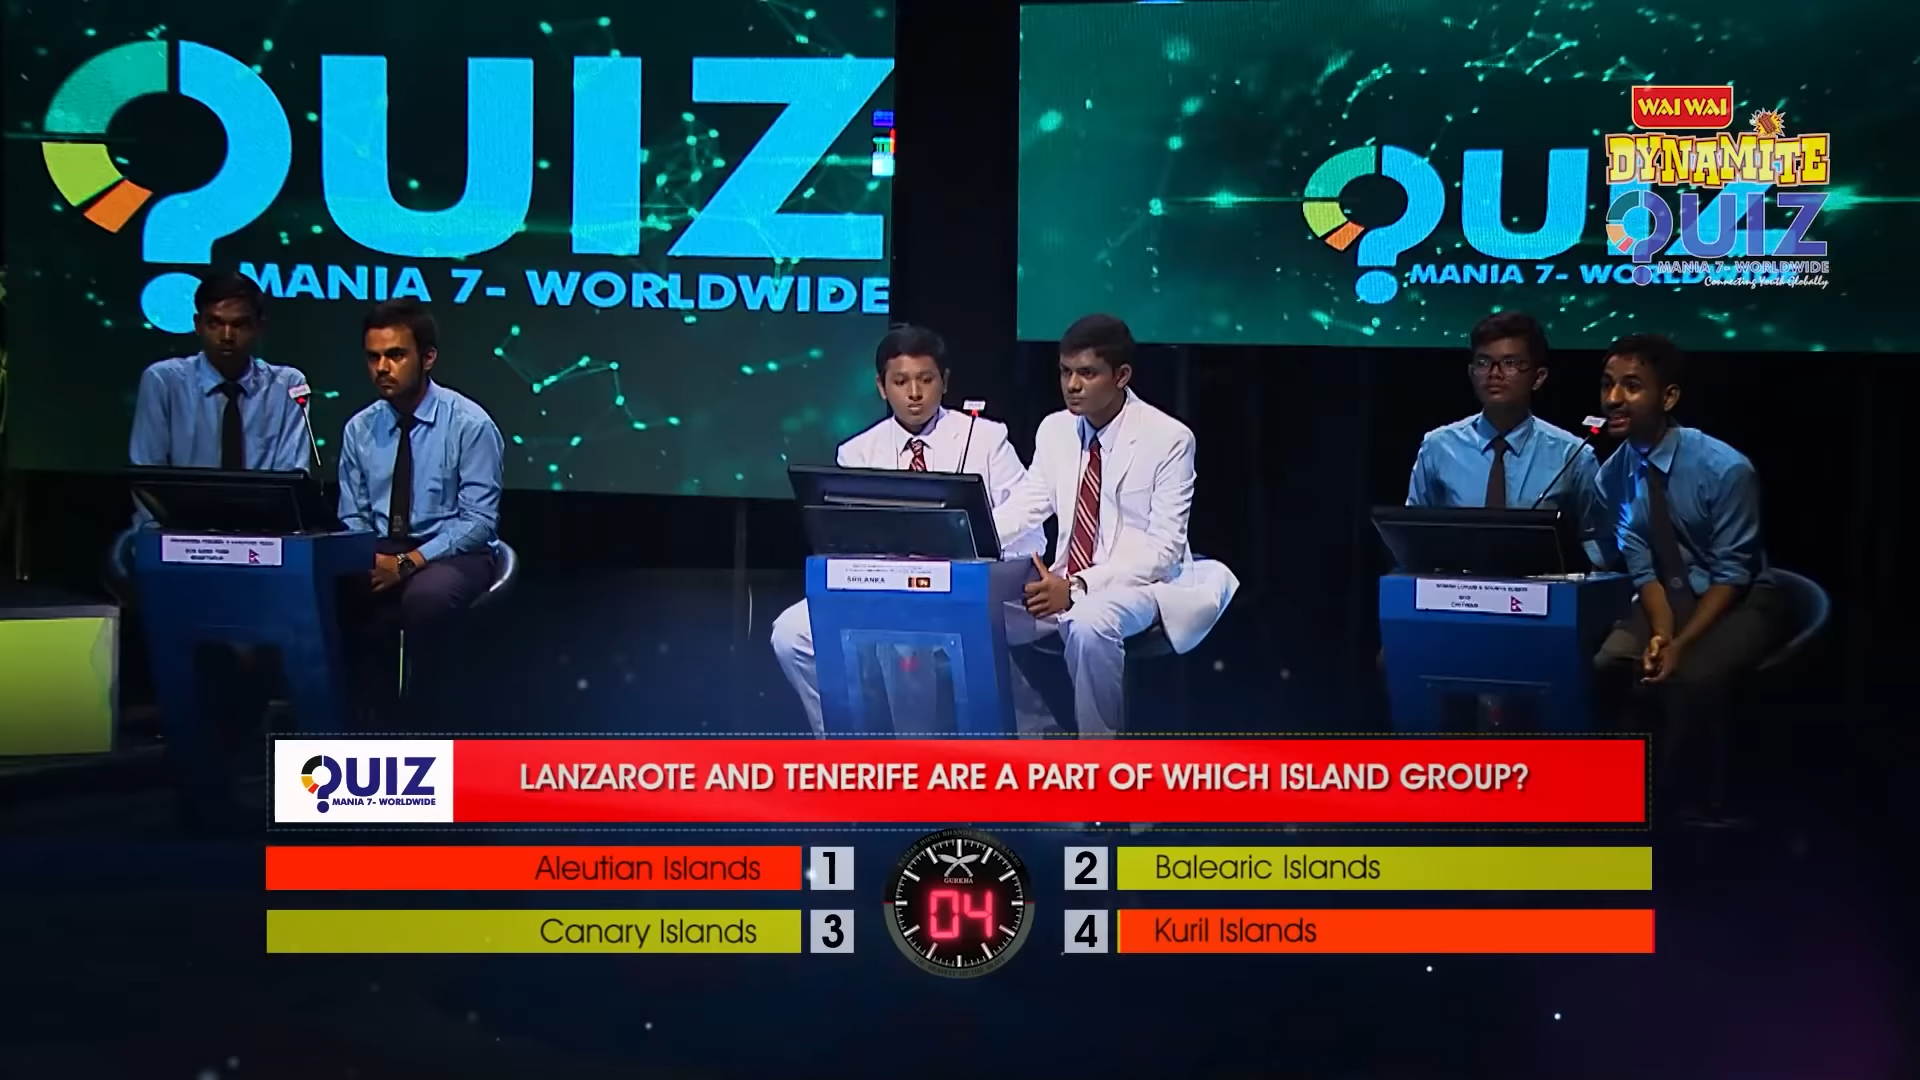 QUIZ
MANIA 7- WORLDWIDE
QUIZ
MANIA 7- WORLDWIDE
WAI WAI
DYNAMITE
QUIZ
MANIA 7- WORLDWIDE
Connecting Youth Globally
SRILANKA
QUIZ
MANIA 7- WORLDWIDE
LANZAROTE AND TENERIFE ARE A PART OF WHICH ISLAND GROUP?
Aleutian Islands 1
2 Balearic Islands
Canary Islands 3
4 Kuril Islands
GURKHA
04